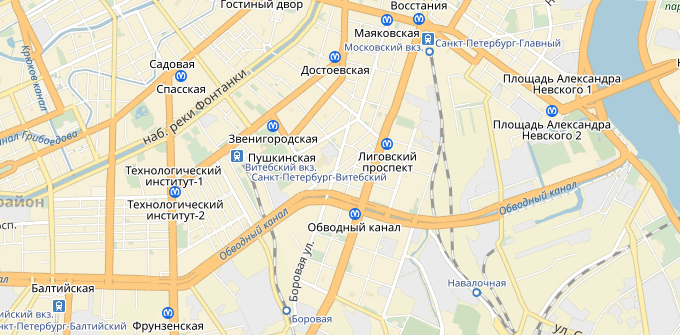 Гостиный двор
Восстания
Маяковская
Московский вкз.
Санкт-Петербург-Главный
Садовая
Спасская
Достоевская
Площадь Александра
Невского 1
Крюков канал
наб. реки Фонтанки
Площадь Александра
Невского 2
Звенигородская
Пушкинская
Витебский вкз.
Санкт-Петербург-Витебский
Лиговский
проспект
Технологический
институт-1
Технологический
институт-2
район
Обводный канал
Обводный канал
Обводный канал
Боровая ул.
Балтийская
вкз.
Санкт-Петербург-Балтийский
Фрунзенская
Боровая
Навалочная